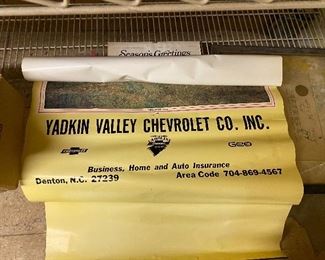 Season's Greetings
YADKIN VALLEY CHEVROLET CO. INC.
CHEVROLET
Geo
Business, Home and Auto Insurance
Denton, N.C. 27239 Area Code 704-869-4567